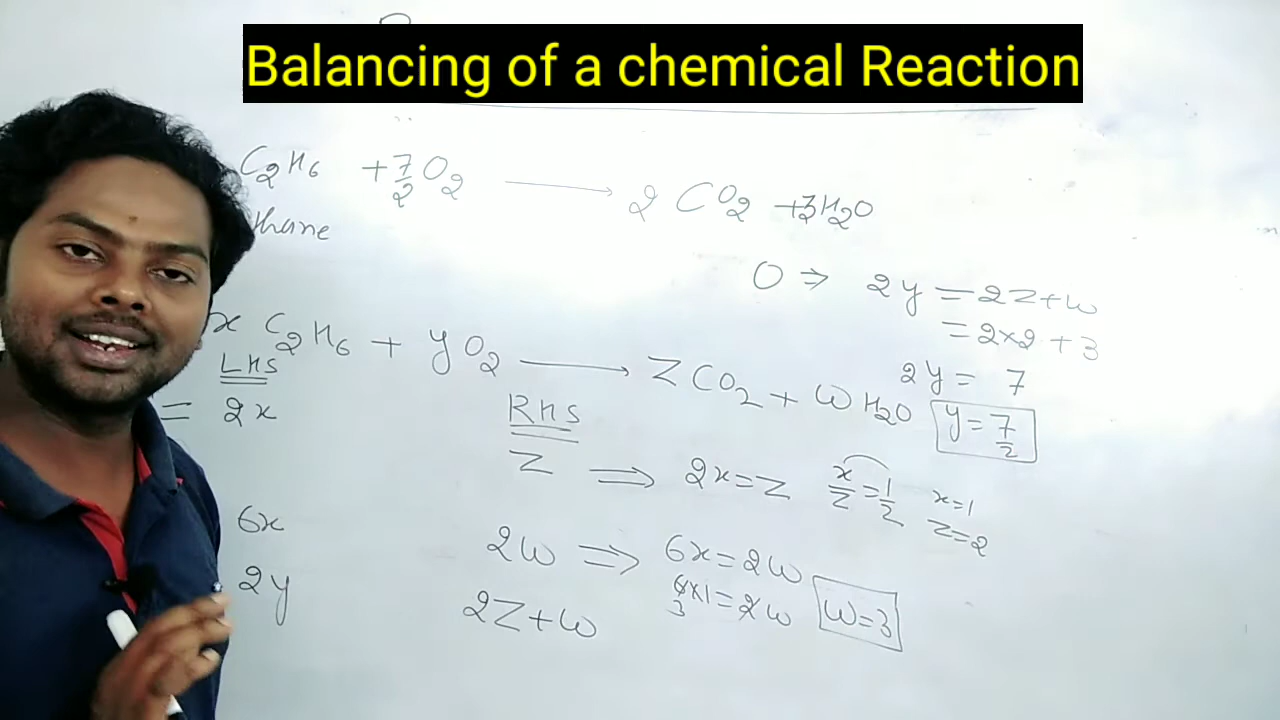 Balancing of a chemical Reaction
C2H6 + 7/2 O2 ⟶ 2 CO2 + 3H2O
thane
O ⇒ 2y = 2z+w
= 2×2 + 3
2y = 7
y = 7/2
x C2H6 + y O2 ⟶ Z CO2 + w H2O
LHS RHS
= 2x Z ⟹ 2x = Z x/z = 1/2 x=1
z=2
6x 2w ⟹ 6x = 2w
6×1 = 2w w=3
3
2y 2Z+w